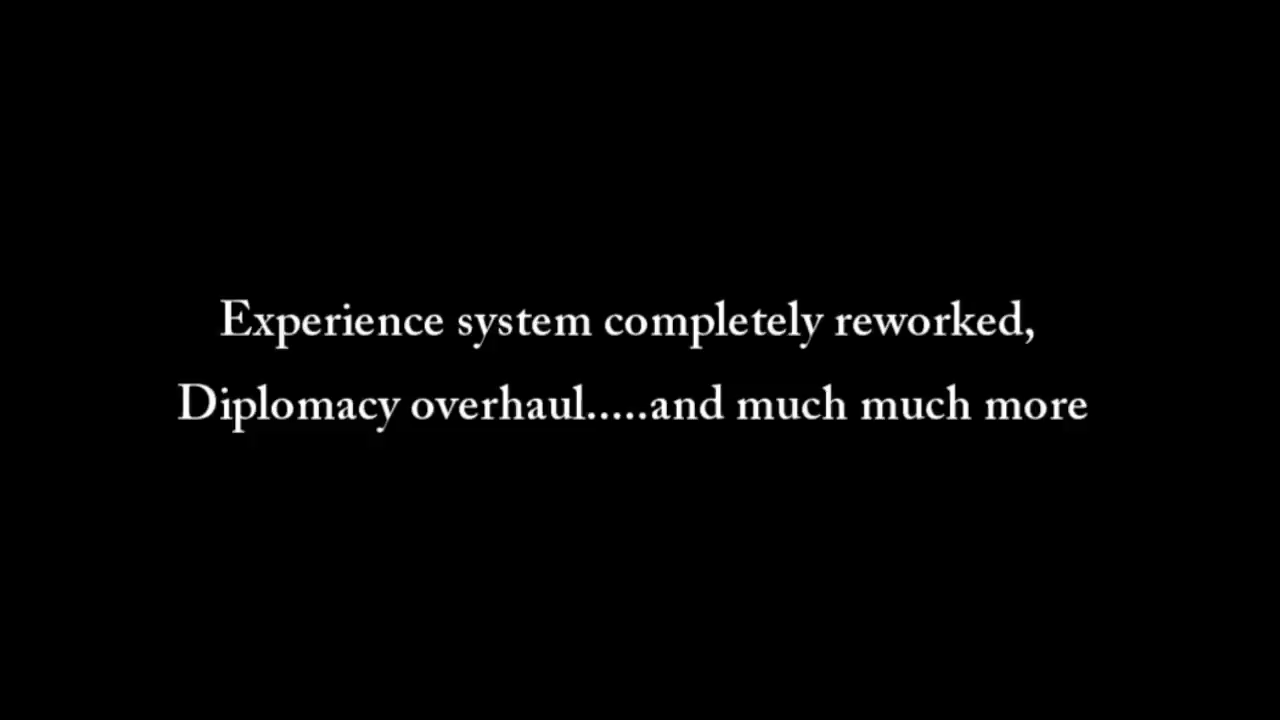 Experience system completely reworked,
Diplomacy overhaul.....and much much more